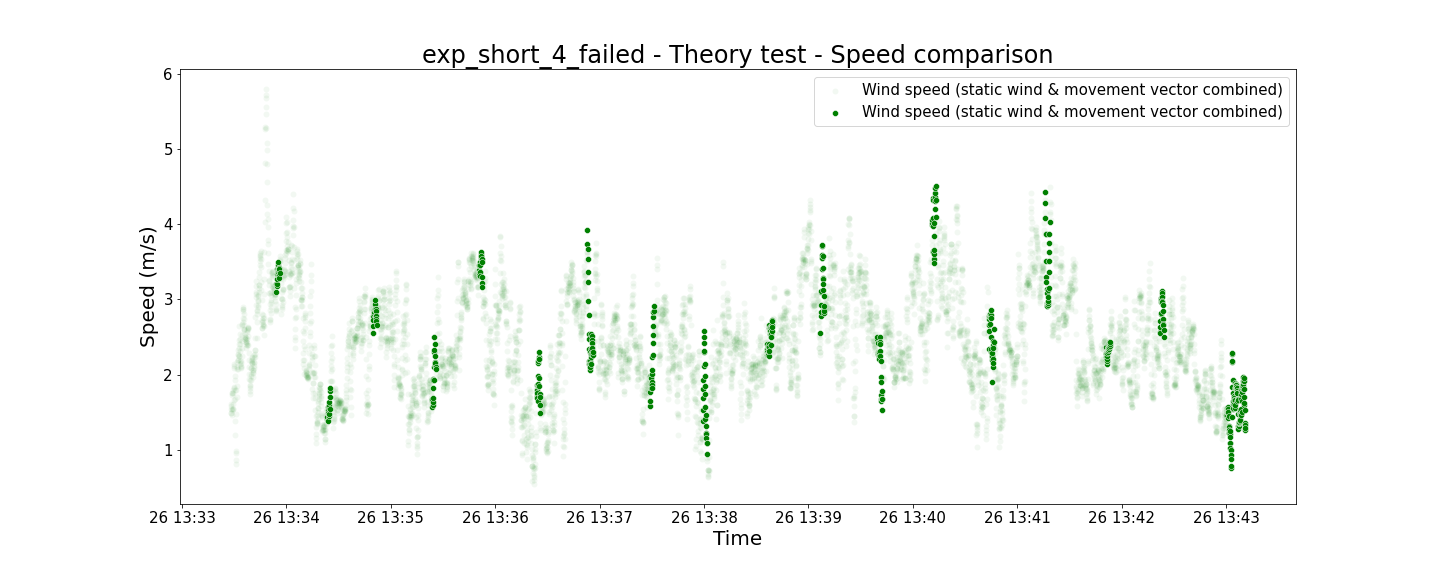 exp_short_4_failed - Theory test - Speed comparison
Wind speed (static wind & movement vector combined)
Wind speed (static wind & movement vector combined)
Speed (m/s)
6
5
4
3
2
1
26 13:33 26 13:34 26 13:35 26 13:36 26 13:37 26 13:38 26 13:39 26 13:40 26 13:41 26 13:42 26 13:43
Time